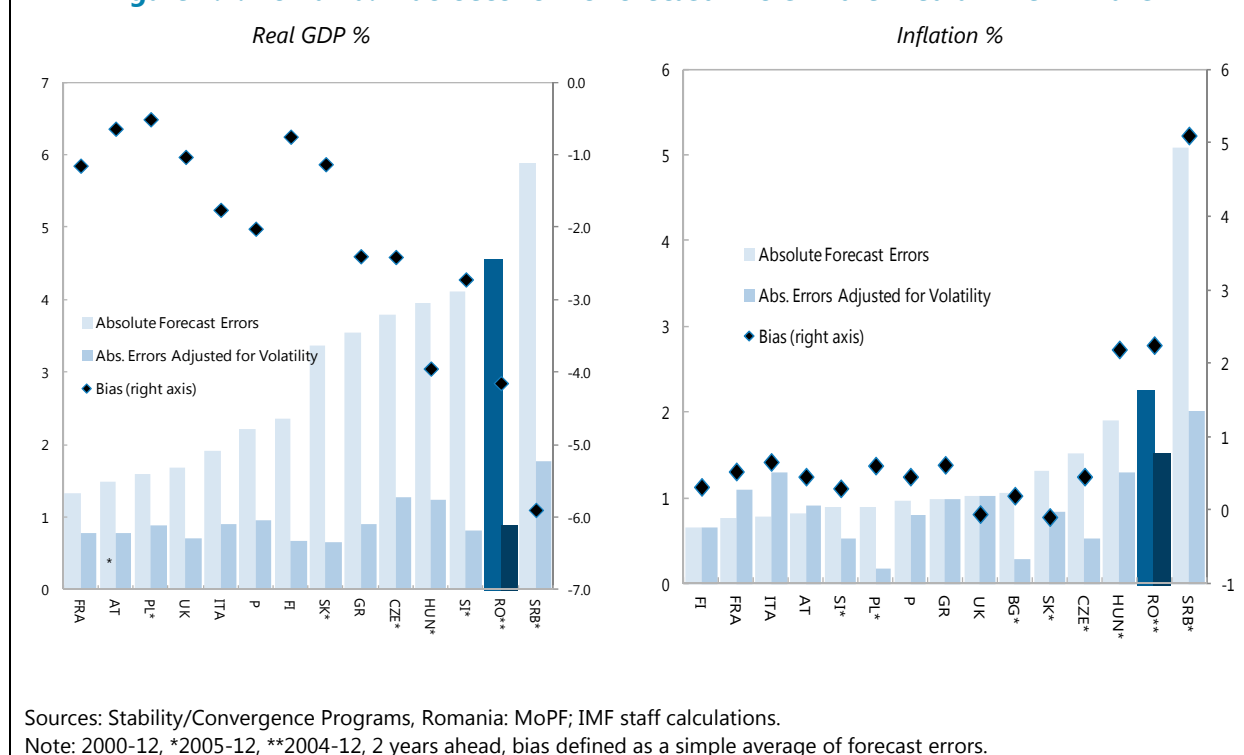 Real GDP %
7
6
5
4
3
2
1
0
0.0
-1.0
-2.0
-3.0
-4.0
-5.0
-6.0
-7.0
Absolute Forecast Errors
Abs. Errors Adjusted for Volatility
Bias (right axis)
*
FRA
AT
PL*
UK
ITA
P
FI
SK*
GR
CZE*
HUN*
SI*
RO**
SRB*
Inflation %
6
5
4
3
2
1
0
6
5
4
3
2
1
0
-1
Absolute Forecast Errors
Abs. Errors Adjusted for Volatility
Bias (right axis)
FI
FRA
ITA
AT
SI*
PL*
P
GR
UK
BG*
SK*
CZE*
HUN*
RO**
SRB*
Sources: Stability/Convergence Programs, Romania: MoPF; IMF staff calculations.
Note: 2000-12, *2005-12, **2004-12, 2 years ahead, bias defined as a simple average of forecast errors.